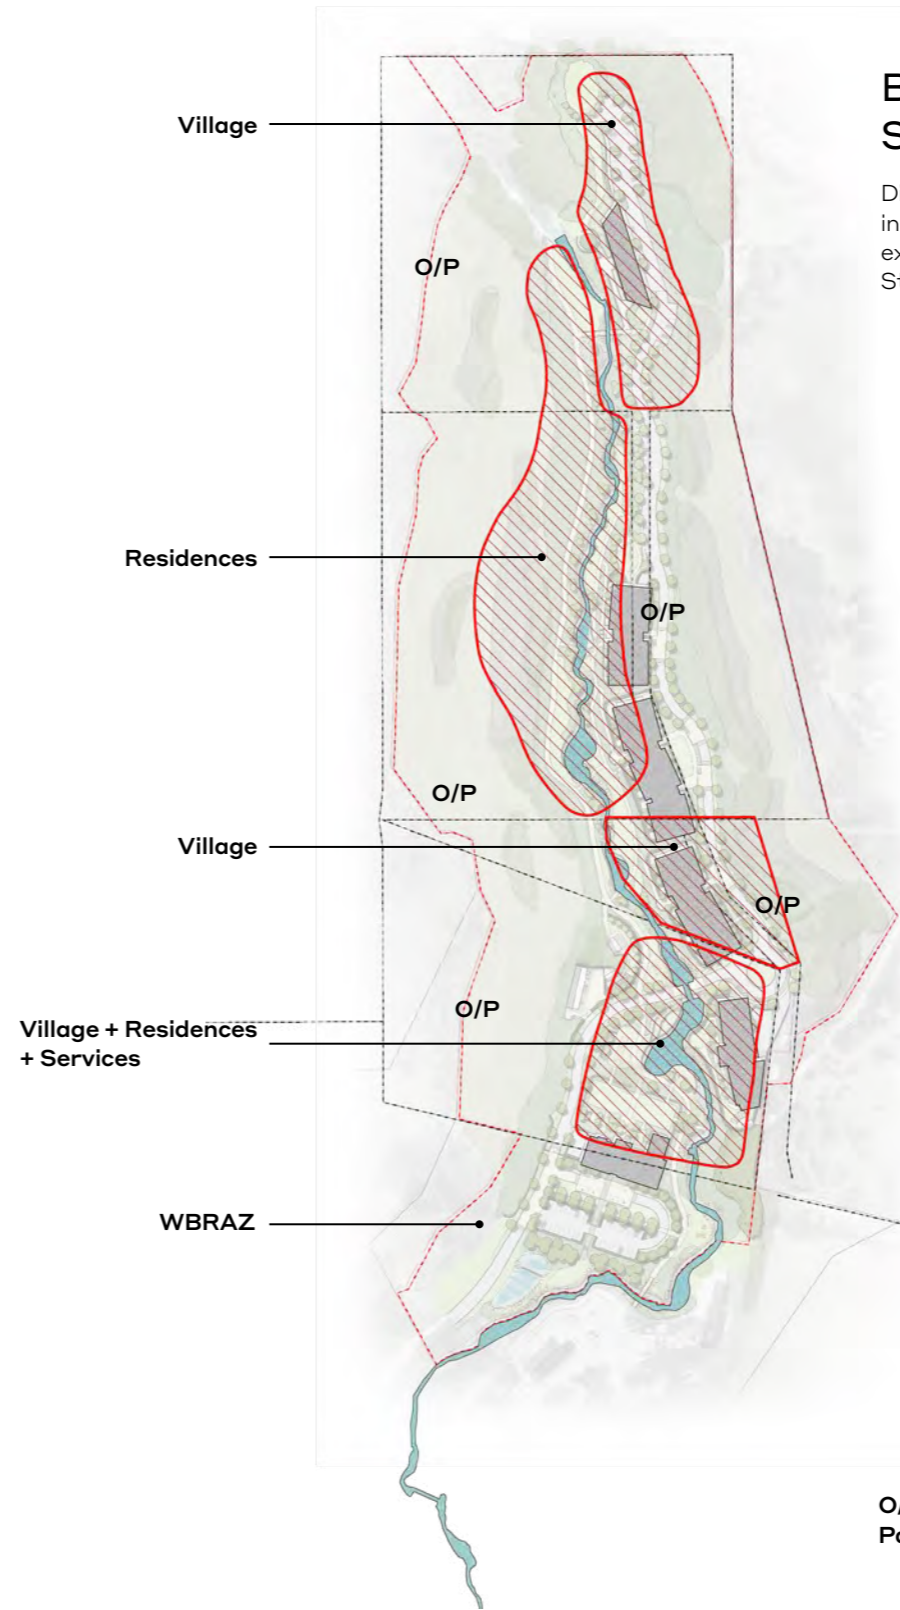 Village
O/P
Residences
O/P
O/P
Village
O/P
O/P
Village + Residences
+ Services
WBRAZ